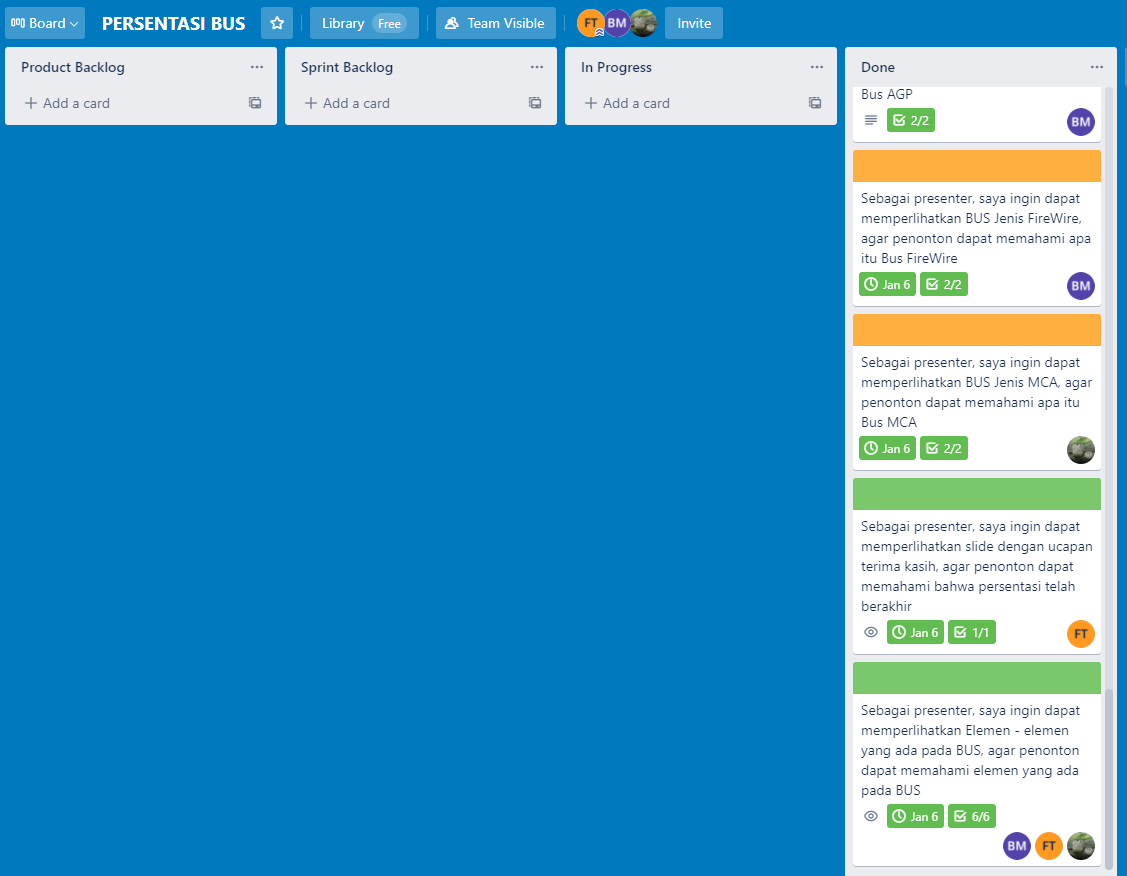 Board PERSENTASI BUS Library Free Team Visible FT BM Invite
Product Backlog
Add a card
Sprint Backlog
Add a card
In Progress
Add a card
Done
Bus AGP
2/2 BM
Sebagai presenter, saya ingin dapat
memperlihatkan BUS Jenis FireWire,
agar penonton dapat memahami apa
itu Bus FireWire
Jan 6 2/2 BM
Sebagai presenter, saya ingin dapat
memperlihatkan BUS Jenis MCA, agar
penonton dapat memahami apa itu
Bus MCA
Jan 6 2/2
Sebagai presenter, saya ingin dapat
memperlihatkan slide dengan ucapan
terima kasih, agar penonton dapat
memahami bahwa persentasi telah
berakhir
Jan 6 1/1 FT
Sebagai presenter, saya ingin dapat
memperlihatkan Elemen - elemen
yang ada pada BUS, agar penonton
dapat memahami elemen yang ada
pada BUS
Jan 6 6/6
BM FT